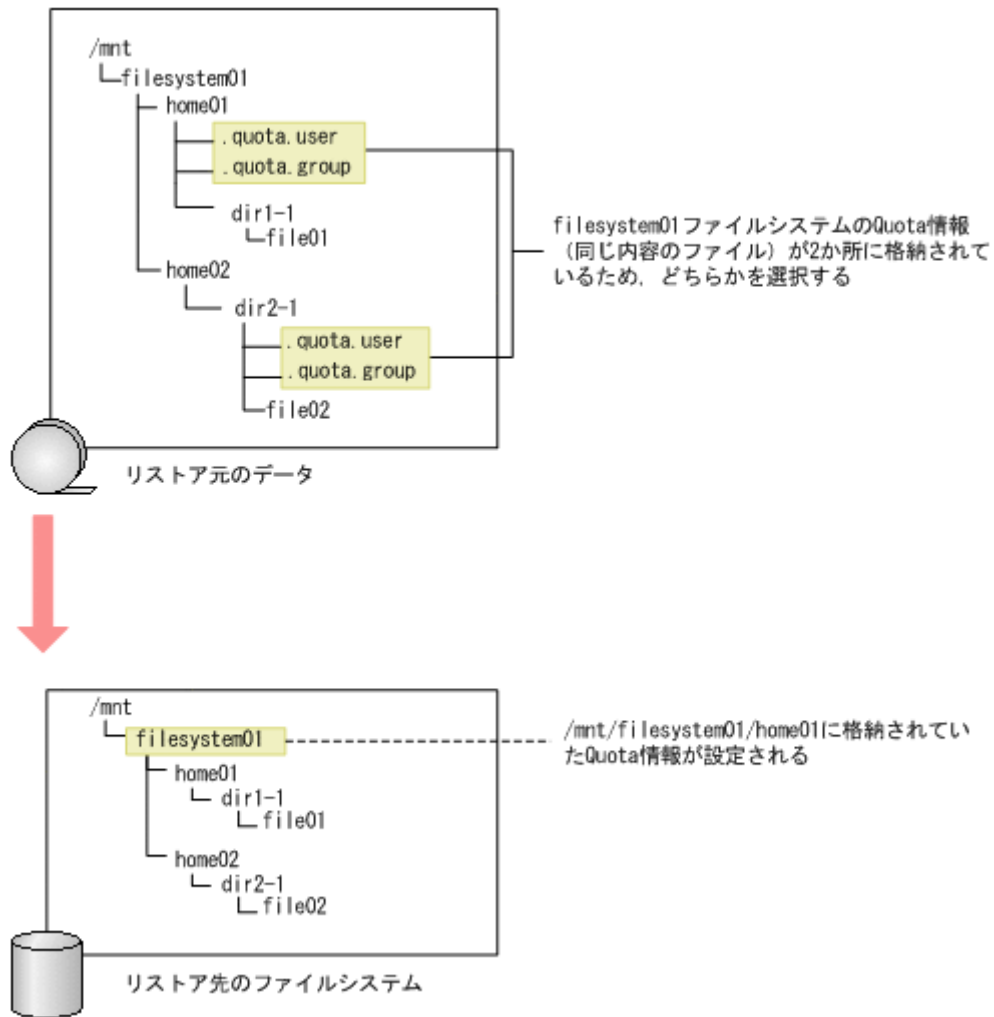 /mnt
filesystem01
home01
.quota.user
.quota.group
dir1-1
file01
home02
dir2-1
.quota.user
.quota.group
file02
filesystem01ファイルシステムのQuota情報
（同じ内容のファイル）が2か所に格納されて
いるため，どちらかを選択する
リストア元のデータ
/mnt
filesystem01
home01
dir1-1
file01
home02
dir2-1
file02
/mnt/filesystem01/home01に格納されてい
たQuota情報が設定される
リストア先のファイルシステム